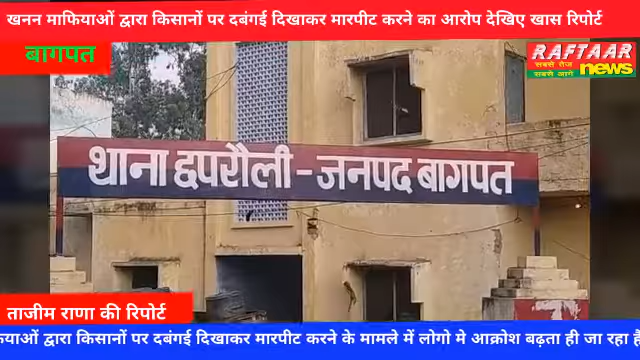 खनन माफियाओं द्वारा किसानों पर दबंगई दिखाकर मारपीट करने का आरोप देखिए खास रिपोर्ट
बागपत
RAFTAAR
सबसे तेज
सबसे आगे
news
थाना छपरौली - जनपद बागपत
ताजीम राणा की रिपोर्ट
द्वारा किसानों पर दबंगई दिखाकर मारपीट करने के मामले में लोगो मे आक्रोश बढ़ता ही जा रहा